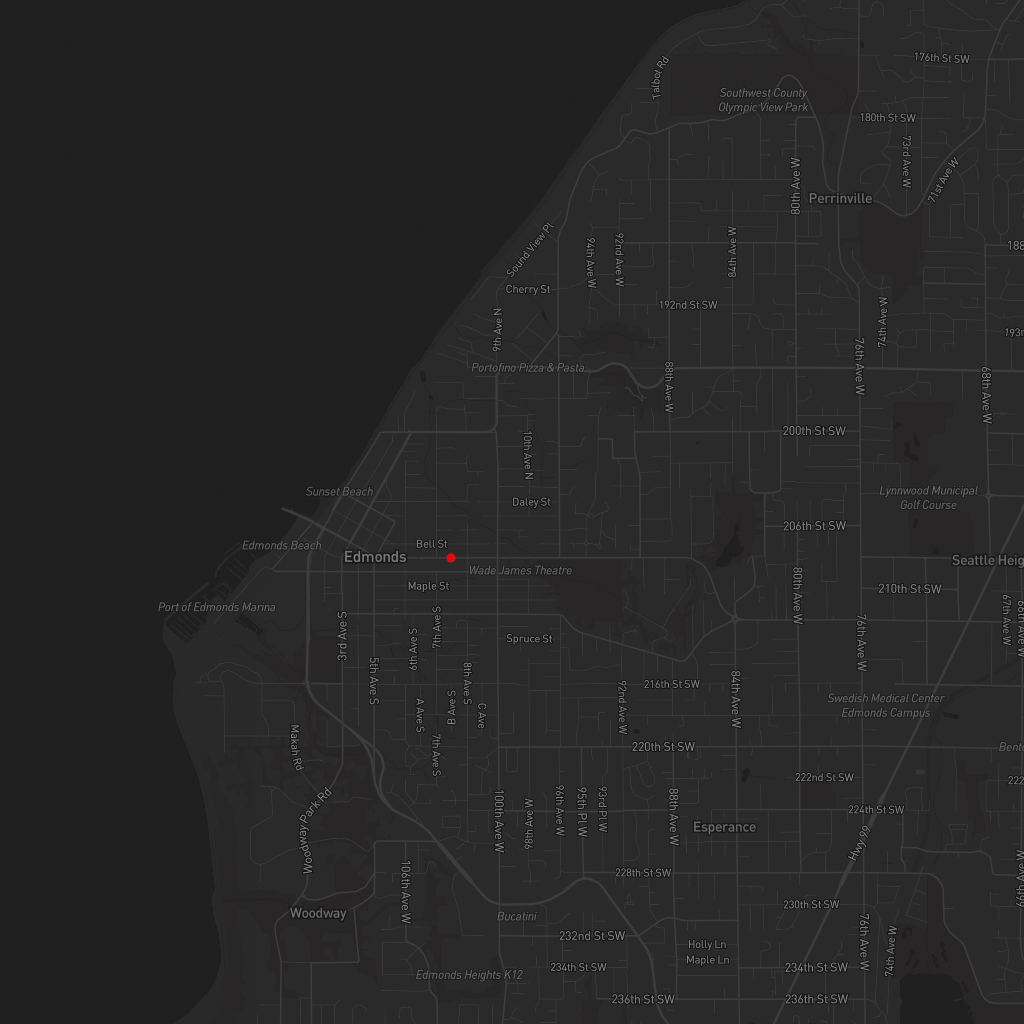 176th St SW
Talbot Rd
Southwest County
Olympic View Park
180th St SW
73rd Ave W
71st Ave W
80th Ave W
Perrinville
Sound View Pl
94th Ave W
92nd Ave W
84th Ave W
188
Cherry St
192nd St SW
9th Ave N
74th Ave W
193r
Portofino Pizza & Pasta
88th Ave W
76th Ave W
68th Ave W
200th St SW
10th Ave N
Sunset Beach
Daley St
Lynnwood Municipal
Golf Course
206th St SW
Edmonds Beach
Bell St
Edmonds
Wade James Theatre
Seattle Heig
Maple St
80th Ave W
210th St SW
Port of Edmonds Marina
3rd Ave S
7th Ave S
6th Ave S
Spruce St
76th Ave W
67th Ave W
66th Ave W
5th Ave S
8th Ave S
216th St SW
84th Ave W
92nd Ave W
A Ave S
B Ave S
C Ave
Swedish Medical Center
Edmonds Campus
Makah Rd
7th Ave S
220th St SW
Bento
222nd St SW
222
Woodway Park Rd
100th Ave W
98th Ave W
96th Ave W
95th Pl W
93rd Pl W
88th Ave W
224th St SW
Esperance
Hwy 99
106th Ave W
228th St SW
66th Ave W
Woodway
Bucatini
230th St SW
76th Ave W
74th Ave W
232nd St SW
Holly Ln
Maple Ln
Edmonds Heights K12
234th St SW
234th St SW
236th St SW
236th St SW